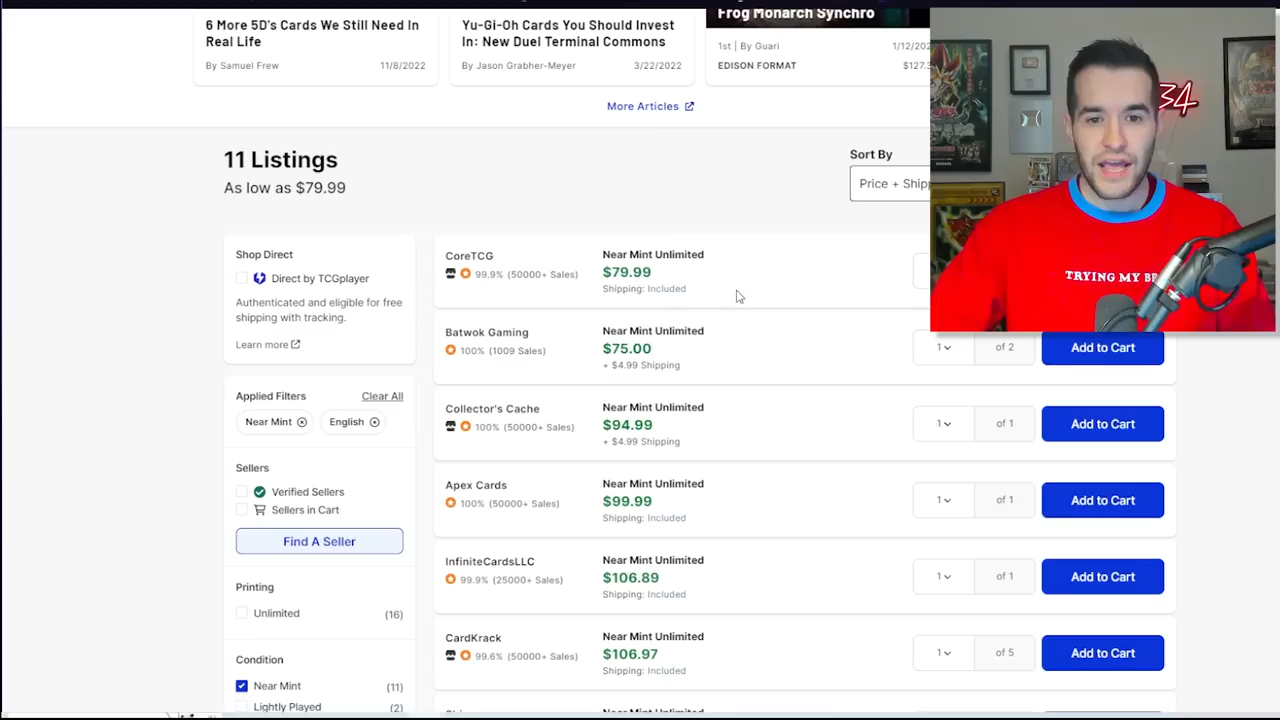 6 More 5D's Cards We Still Need In
Real Life
By Samuel Frew 11/8/2022
Yu-Gi-Oh Cards You Should Invest
In: New Duel Terminal Commons
By Jason Grabher-Meyer 3/22/2022
Frog Monarch Synchro
1st | By Guari 1/12/202
EDISON FORMAT $127.
More Articles
34
11 Listings
As low as $79.99
Sort By
Price + Shipp
TRYING MY BE
Shop Direct
Direct by TCGplayer
Authenticated and eligible for free
shipping with tracking.
Learn more
Applied Filters Clear All
Near Mint English
Sellers
Verified Sellers
Sellers in Cart
Find A Seller
Printing
Unlimited (16)
Condition
Near Mint (11)
Lightly Played (2)
CoreTCG
99.9% (50000+ Sales)
Near Mint Unlimited
$79.99
Shipping: Included
Batwok Gaming
100% (1009 Sales)
Near Mint Unlimited
$75.00
+ $4.99 Shipping
1 of 2 Add to Cart
Collector's Cache
100% (50000+ Sales)
Near Mint Unlimited
$94.99
+ $4.99 Shipping
1 of 1 Add to Cart
Apex Cards
100% (50000+ Sales)
Near Mint Unlimited
$99.99
Shipping: Included
1 of 1 Add to Cart
InfiniteCardsLLC
99.9% (25000+ Sales)
Near Mint Unlimited
$106.89
Shipping: Included
1 of 1 Add to Cart
CardKrack
99.6% (50000+ Sales)
Near Mint Unlimited
$106.97
Shipping: Included
1 of 5 Add to Cart